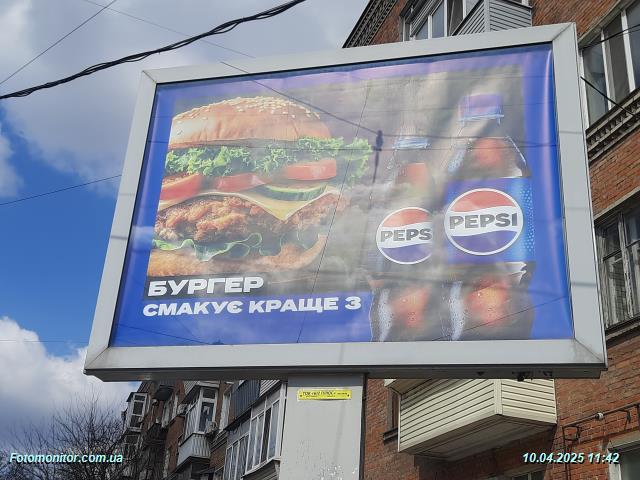 PEPS
PEPSI
БУРГЕР
СМАКУЄ КРАЩЕ З
Fotomonitor.com.ua
10.04.2025 11:42